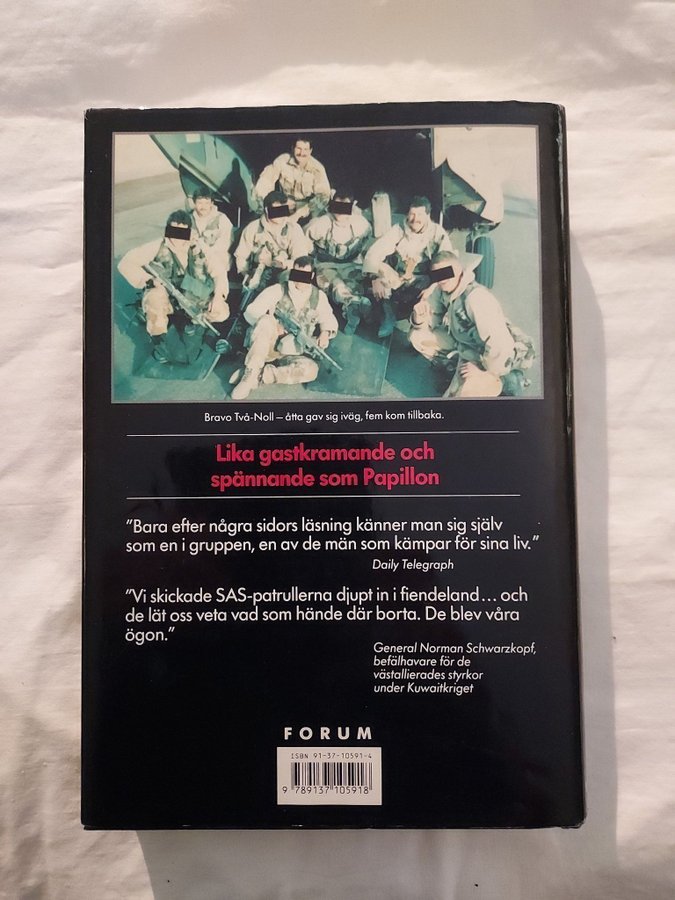 Bravo Två-Noll – åtta gav sig iväg, fem kom tillbaka.
Lika gastkramande och
spännande som Papillon
”Bara efter några sidors läsning känner man sig själv
som en i gruppen, en av de män som kämpar för sina liv.”
Daily Telegraph
”Vi skickade SAS-patrullerna djupt in i fiendeland… och
de lät oss veta vad som hände där borta. De blev våra
ögon.”
General Norman Schwarzkopf,
befälhavare för de
västallierades styrkor
under Kuwaitkriget
FORUM
ISBN 91-37-10591-4
9 789137 105918